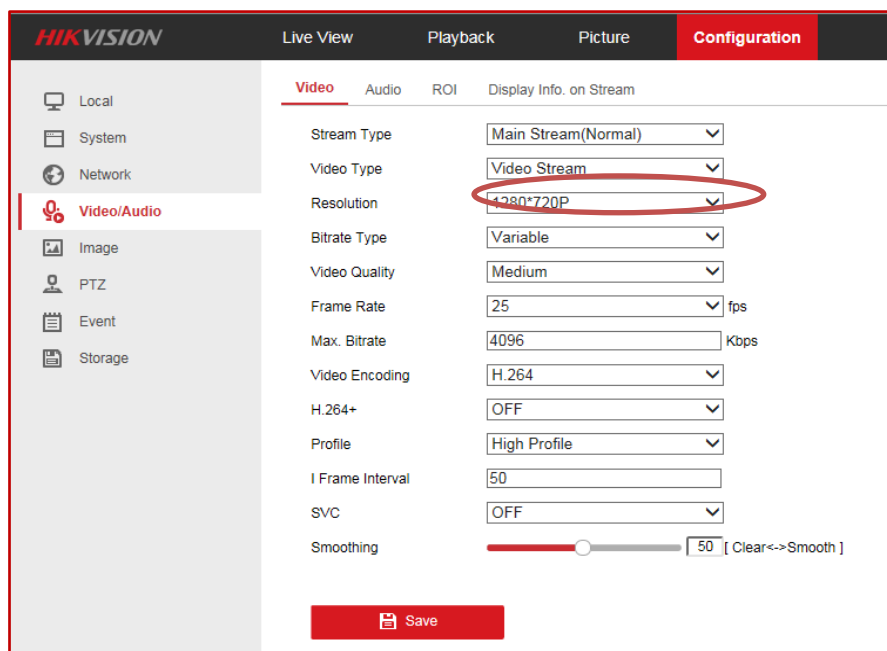 HIKVISION Live View Playback Picture Configuration
Video Audio ROI Display Info. on Stream
Local
System
Network
Video/Audio
Image
PTZ
Event
Storage
Stream Type Main Stream(Normal)
Video Type Video Stream
Resolution 1280*720P
Bitrate Type Variable
Video Quality Medium
Frame Rate 25 fps
Max. Bitrate 4096 Kbps
Video Encoding H.264
H.264+ OFF
Profile High Profile
I Frame Interval 50
SVC OFF
Smoothing 50 [ Clear<->Smooth ]
Save